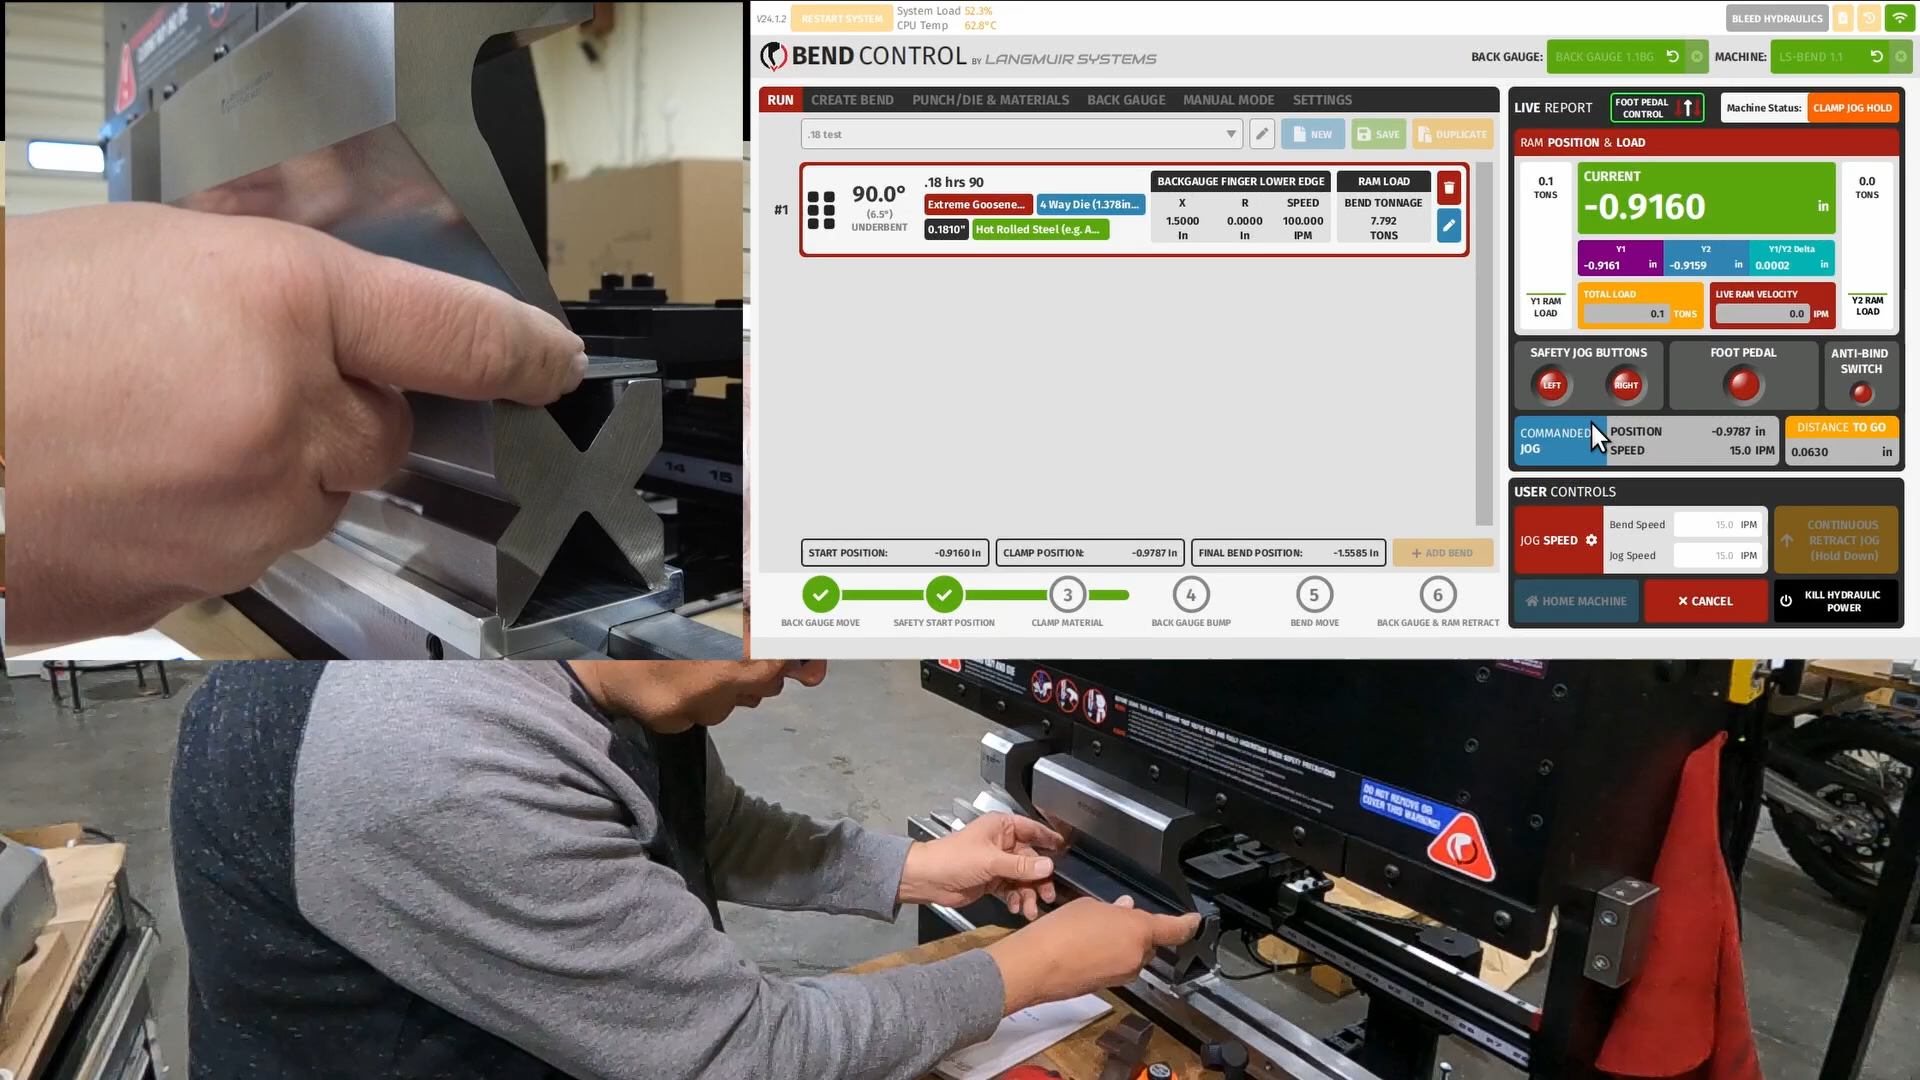 V24.1.2
RESTART SYSTEM
System Load 52.3%
CPU Temp 62.8°C
BLEED HYDRAULICS
BEND CONTROL BY LANGMUIR SYSTEMS
BACK GAUGE: BACK GAUGE 1.1BG
MACHINE: LS-BEND 1.1
RUN CREATE BEND PUNCH/DIE & MATERIALS BACK GAUGE MANUAL MODE SETTINGS
.18 test
NEW SAVE DUPLICATE
#1
90.0°
(6.5°)
UNDERBENT
.18 hrs 90
Extreme Goosene... 4 Way Die (1.378in...
0.1810" Hot Rolled Steel (e.g. A...
BACKGAUGE FINGER LOWER EDGE
X R SPEED
1.5000 0.0000 100.000
In In IPM
RAM LOAD
BEND TONNAGE
7.792
TONS
START POSITION: -0.9160 In
CLAMP POSITION: -0.9787 In
FINAL BEND POSITION: -1.5585 In
+ ADD BEND
3 4 5 6
BACK GAUGE MOVE
SAFETY START POSITION
CLAMP MATERIAL
BACK GAUGE BUMP
BEND MOVE
BACK GAUGE & RAM RETRACT
LIVE REPORT
FOOT PEDAL
CONTROL
Machine Status: CLAMP JOG HOLD
RAM POSITION & LOAD
0.1
TONS
Y1 RAM
LOAD
CURRENT
-0.9160 in
Y1
-0.9161 in
Y2
-0.9159 in
Y1/Y2 Delta
0.0002 in
TOTAL LOAD
0.1 TONS
LIVE RAM VELOCITY
0.0 IPM
0.0
TONS
Y2 RAM
LOAD
SAFETY JOG BUTTONS
LEFT RIGHT
FOOT PEDAL
ANTI-BIND
SWITCH
COMMANDED
JOG
POSITION -0.9787 in
SPEED 15.0 IPM
DISTANCE TO GO
0.0630 in
USER CONTROLS
JOG SPEED
Bend Speed 15.0 IPM
Jog Speed 15.0 IPM
CONTINUOUS
RETRACT JOG
(Hold Down)
HOME MACHINE
X CANCEL
KILL HYDRAULIC
POWER
14 15
DO NOT REMOVE OR
COVER THIS WARNING!